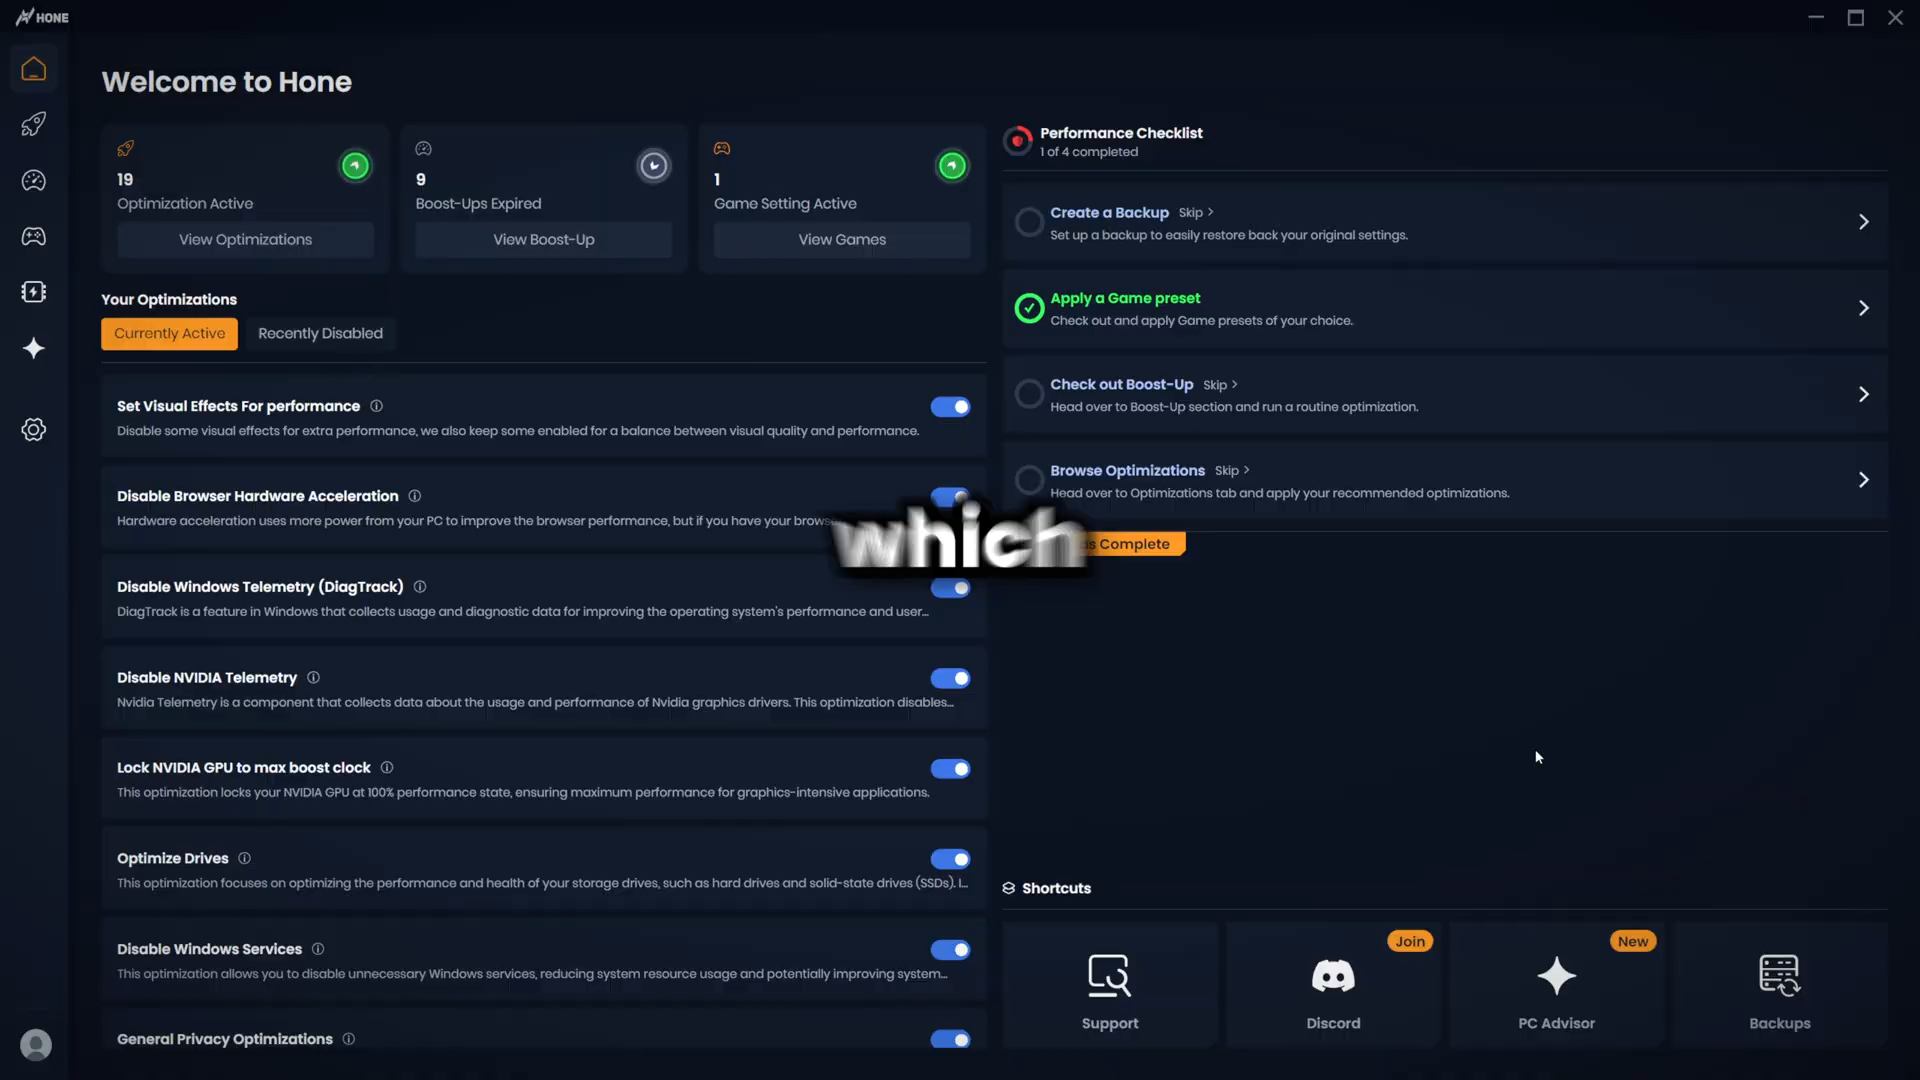 HONE
Welcome to Hone
19
Optimization Active
View Optimizations
9
Boost-Ups Expired
View Boost-Up
1
Game Setting Active
View Games
Your Optimizations
Currently Active
Recently Disabled
Set Visual Effects For performance
Disable some visual effects for extra performance, we also keep some enabled for a balance between visual quality and performance.
Disable Browser Hardware Acceleration
Hardware acceleration uses more power from your PC to improve the browser performance, but if you have your
Disable Windows Telemetry (DiagTrack)
DiagTrack is a feature in Windows that collects usage and diagnostic data for improving the operating system's performance and user...
Disable NVIDIA Telemetry
Nvidia Telemetry is a component that collects data about the usage and performance of Nvidia graphics drivers. This optimization disables...
Lock NVIDIA GPU to max boost clock
This optimization locks your NVIDIA GPU at 100% performance state, ensuring maximum performance for graphics-intensive applications.
Optimize Drives
This optimization focuses on optimizing the performance and health of your storage drives, such as hard drives and solid-state drives (SSDs). I...
Disable Windows Services
This optimization allows you to disable unnecessary Windows services, reducing system resource usage and potentially improving system...
General Privacy Optimizations
which
Performance Checklist
1 of 4 completed
Create a Backup Skip >
Set up a backup to easily restore back your original settings.
Apply a Game preset
Check out and apply Game presets of your choice.
Check out Boost-Up Skip >
Head over to Boost-Up section and run a routine optimization.
Browse Optimizations Skip >
Head over to Optimizations tab and apply your recommended optimizations.
Complete
Shortcuts
Support
Join
Discord
New
PC Advisor
Backups